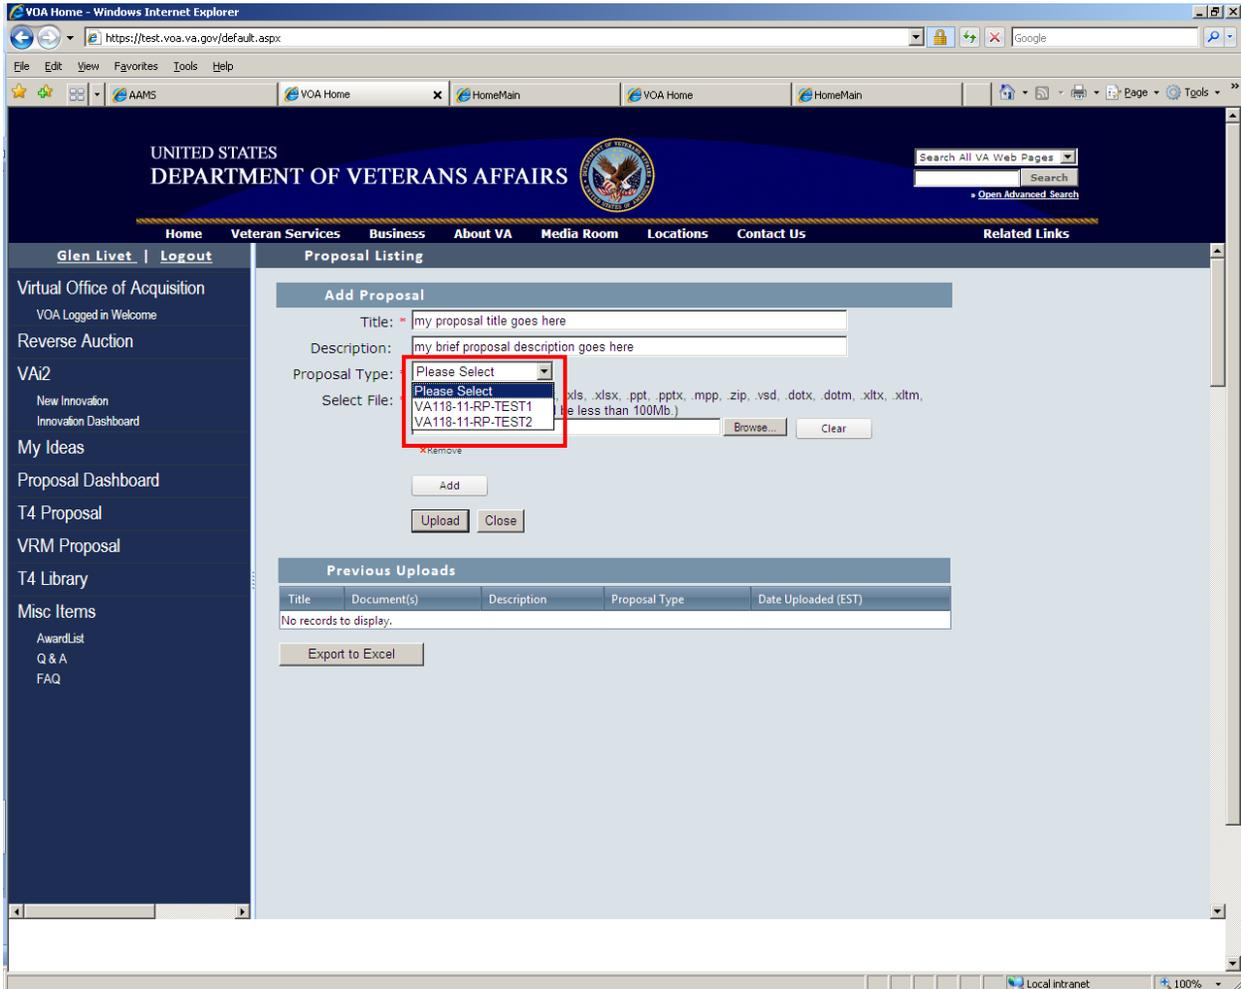 VOA Home - Windows Internet Explorer
https://test.voa.va.gov/default.aspx
Google
File Edit View Favorites Tools Help
AAMS VOA Home HomeMain VOA Home HomeMain Page Tools »
UNITED STATES
DEPARTMENT OF VETERANS AFFAIRS
Search All VA Web Pages
Search
» Open Advanced Search
Home Veteran Services Business About VA Media Room Locations Contact Us Related Links
Glen Livet | Logout
Proposal Listing
Virtual Office of Acquisition
VOA Logged in Welcome
Reverse Auction
VAi2
New Innovation
Innovation Dashboard
My Ideas
Proposal Dashboard
T4 Proposal
VRM Proposal
T4 Library
Misc Items
AwardList
Q & A
FAQ
Add Proposal
Title: * my proposal title goes here
Description: my brief proposal description goes here
Proposal Type: * Please Select
Please Select
VA118-11-RP-TEST1
VA118-11-RP-TEST2
Select File: * .xls, .xlsx, .ppt, .pptx, .mpp, .zip, .vsd, .dotx, .dotm, .xltx, .xltm,
be less than 100Mb.)
Browse... Clear
×Remove
Add
Upload Close
Previous Uploads
Title Document(s) Description Proposal Type Date Uploaded (EST)
No records to display.
Export to Excel
Local intranet 100%